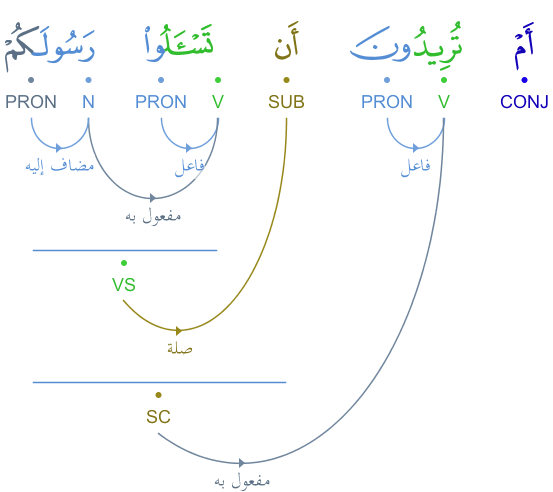 أَمْ تُرِيدُونَ أَن تَسْـَٔلُوا۟ رَسُولَكُمْ
CONJ V PRON SUB V PRON N PRON
فاعل فاعل مضاف إليه
مفعول به
VS
صلة
SC
مفعول به